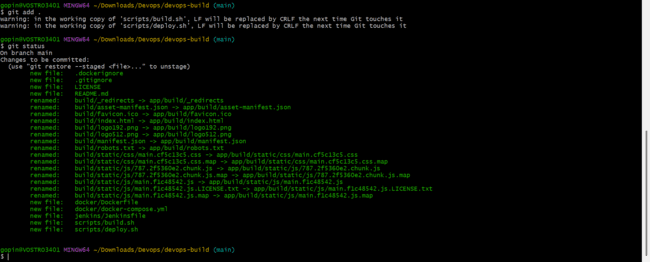 gopin@VOSTRO3401 MINGW64 ~/Downloads/Devops/devops-build (main)
$ git add .
warning: in the working copy of 'scripts/build.sh', LF will be replaced by CRLF the next time Git touches it
warning: in the working copy of 'scripts/deploy.sh', LF will be replaced by CRLF the next time Git touches it
gopin@VOSTRO3401 MINGW64 ~/Downloads/Devops/devops-build (main)
$ git status
On branch main
Changes to be committed:
(use "git restore --staged <file>..." to unstage)
new file: .dockerignore
new file: .gitignore
new file: LICENSE
new file: README.md
renamed: build/_redirects -> app/build/_redirects
renamed: build/asset-manifest.json -> app/build/asset-manifest.json
renamed: build/favicon.ico -> app/build/favicon.ico
renamed: build/index.html -> app/build/index.html
renamed: build/logo192.png -> app/build/logo192.png
renamed: build/logo512.png -> app/build/logo512.png
renamed: build/manifest.json -> app/build/manifest.json
renamed: build/robots.txt -> app/build/robots.txt
renamed: build/static/css/main.cf5c13c5.css -> app/build/static/css/main.cf5c13c5.css
renamed: build/static/css/main.cf5c13c5.css.map -> app/build/static/css/main.cf5c13c5.css.map
renamed: build/static/js/787.2f5360e2.chunk.js -> app/build/static/js/787.2f5360e2.chunk.js
renamed: build/static/js/787.2f5360e2.chunk.js.map -> app/build/static/js/787.2f5360e2.chunk.js.map
renamed: build/static/js/main.f1c48542.js -> app/build/static/js/main.f1c48542.js
renamed: build/static/js/main.f1c48542.js.LICENSE.txt -> app/build/static/js/main.f1c48542.js.LICENSE.txt
renamed: build/static/js/main.f1c48542.js.map -> app/build/static/js/main.f1c48542.js.map
new file: docker/Dockerfile
new file: docker/docker-compose.yml
new file: jenkins/Jenkinsfile
new file: scripts/build.sh
new file: scripts/deploy.sh
gopin@VOSTRO3401 MINGW64 ~/Downloads/Devops/devops-build (main)
$